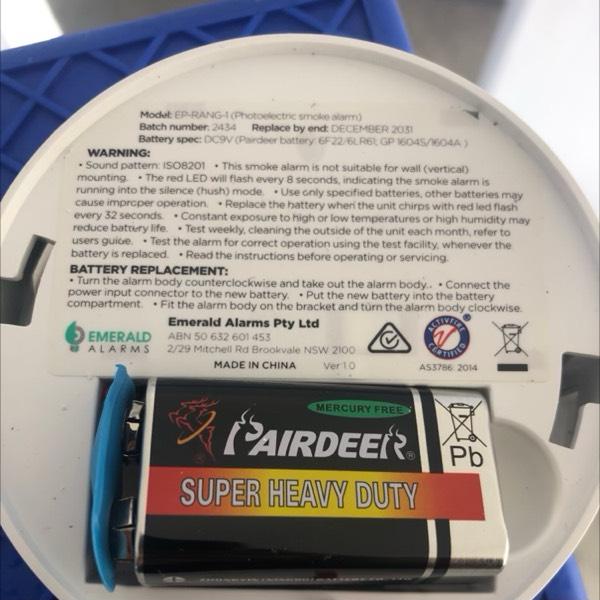 Model: EP-RANG-1 (Photoelectric smoke alarm)
Batch number: 2434 Replace by end: DECEMBER 2031
Battery spec: DC9V (Pairdeer battery: 6F22/6LR61; GP 1604S/1604A )
WARNING:
• Sound pattern: ISO8201 • This smoke alarm is not suitable for wall (vertical)
mounting. • The red LED will flash every 8 seconds, indicating the smoke alarm is
running into the silence (hush) mode. • Use only specified batteries, other batteries may
cause improper operation. • Replace the battery when the unit chirps with red led flash
every 32 seconds. • Constant exposure to high or low temperatures or high humidity may
reduce battery life. • Test weekly, cleaning the outside of the unit each month, refer to
users guide. • Test the alarm for correct operation using the test facility, whenever the
battery is replaced. • Read the instructions before operating or servicing.
BATTERY REPLACEMENT:
• Turn the alarm body counterclockwise and take out the alarm body.. • Connect the
power input connector to the new battery. • Put the new battery into the battery
compartment. • Fit the alarm body on the bracket and turn the alarm body clockwise.
EMERALD
ALARMS
Emerald Alarms Pty Ltd
ABN 50 632 601 453
2/29 Mitchell Rd Brookvale NSW 2100
MADE IN CHINA Ver 1.0
ACTIVFIRE
CERTIFIED
AS3786: 2014
MERCURY FREE
PAIRDEER®
SUPER HEAVY DUTY
Pb